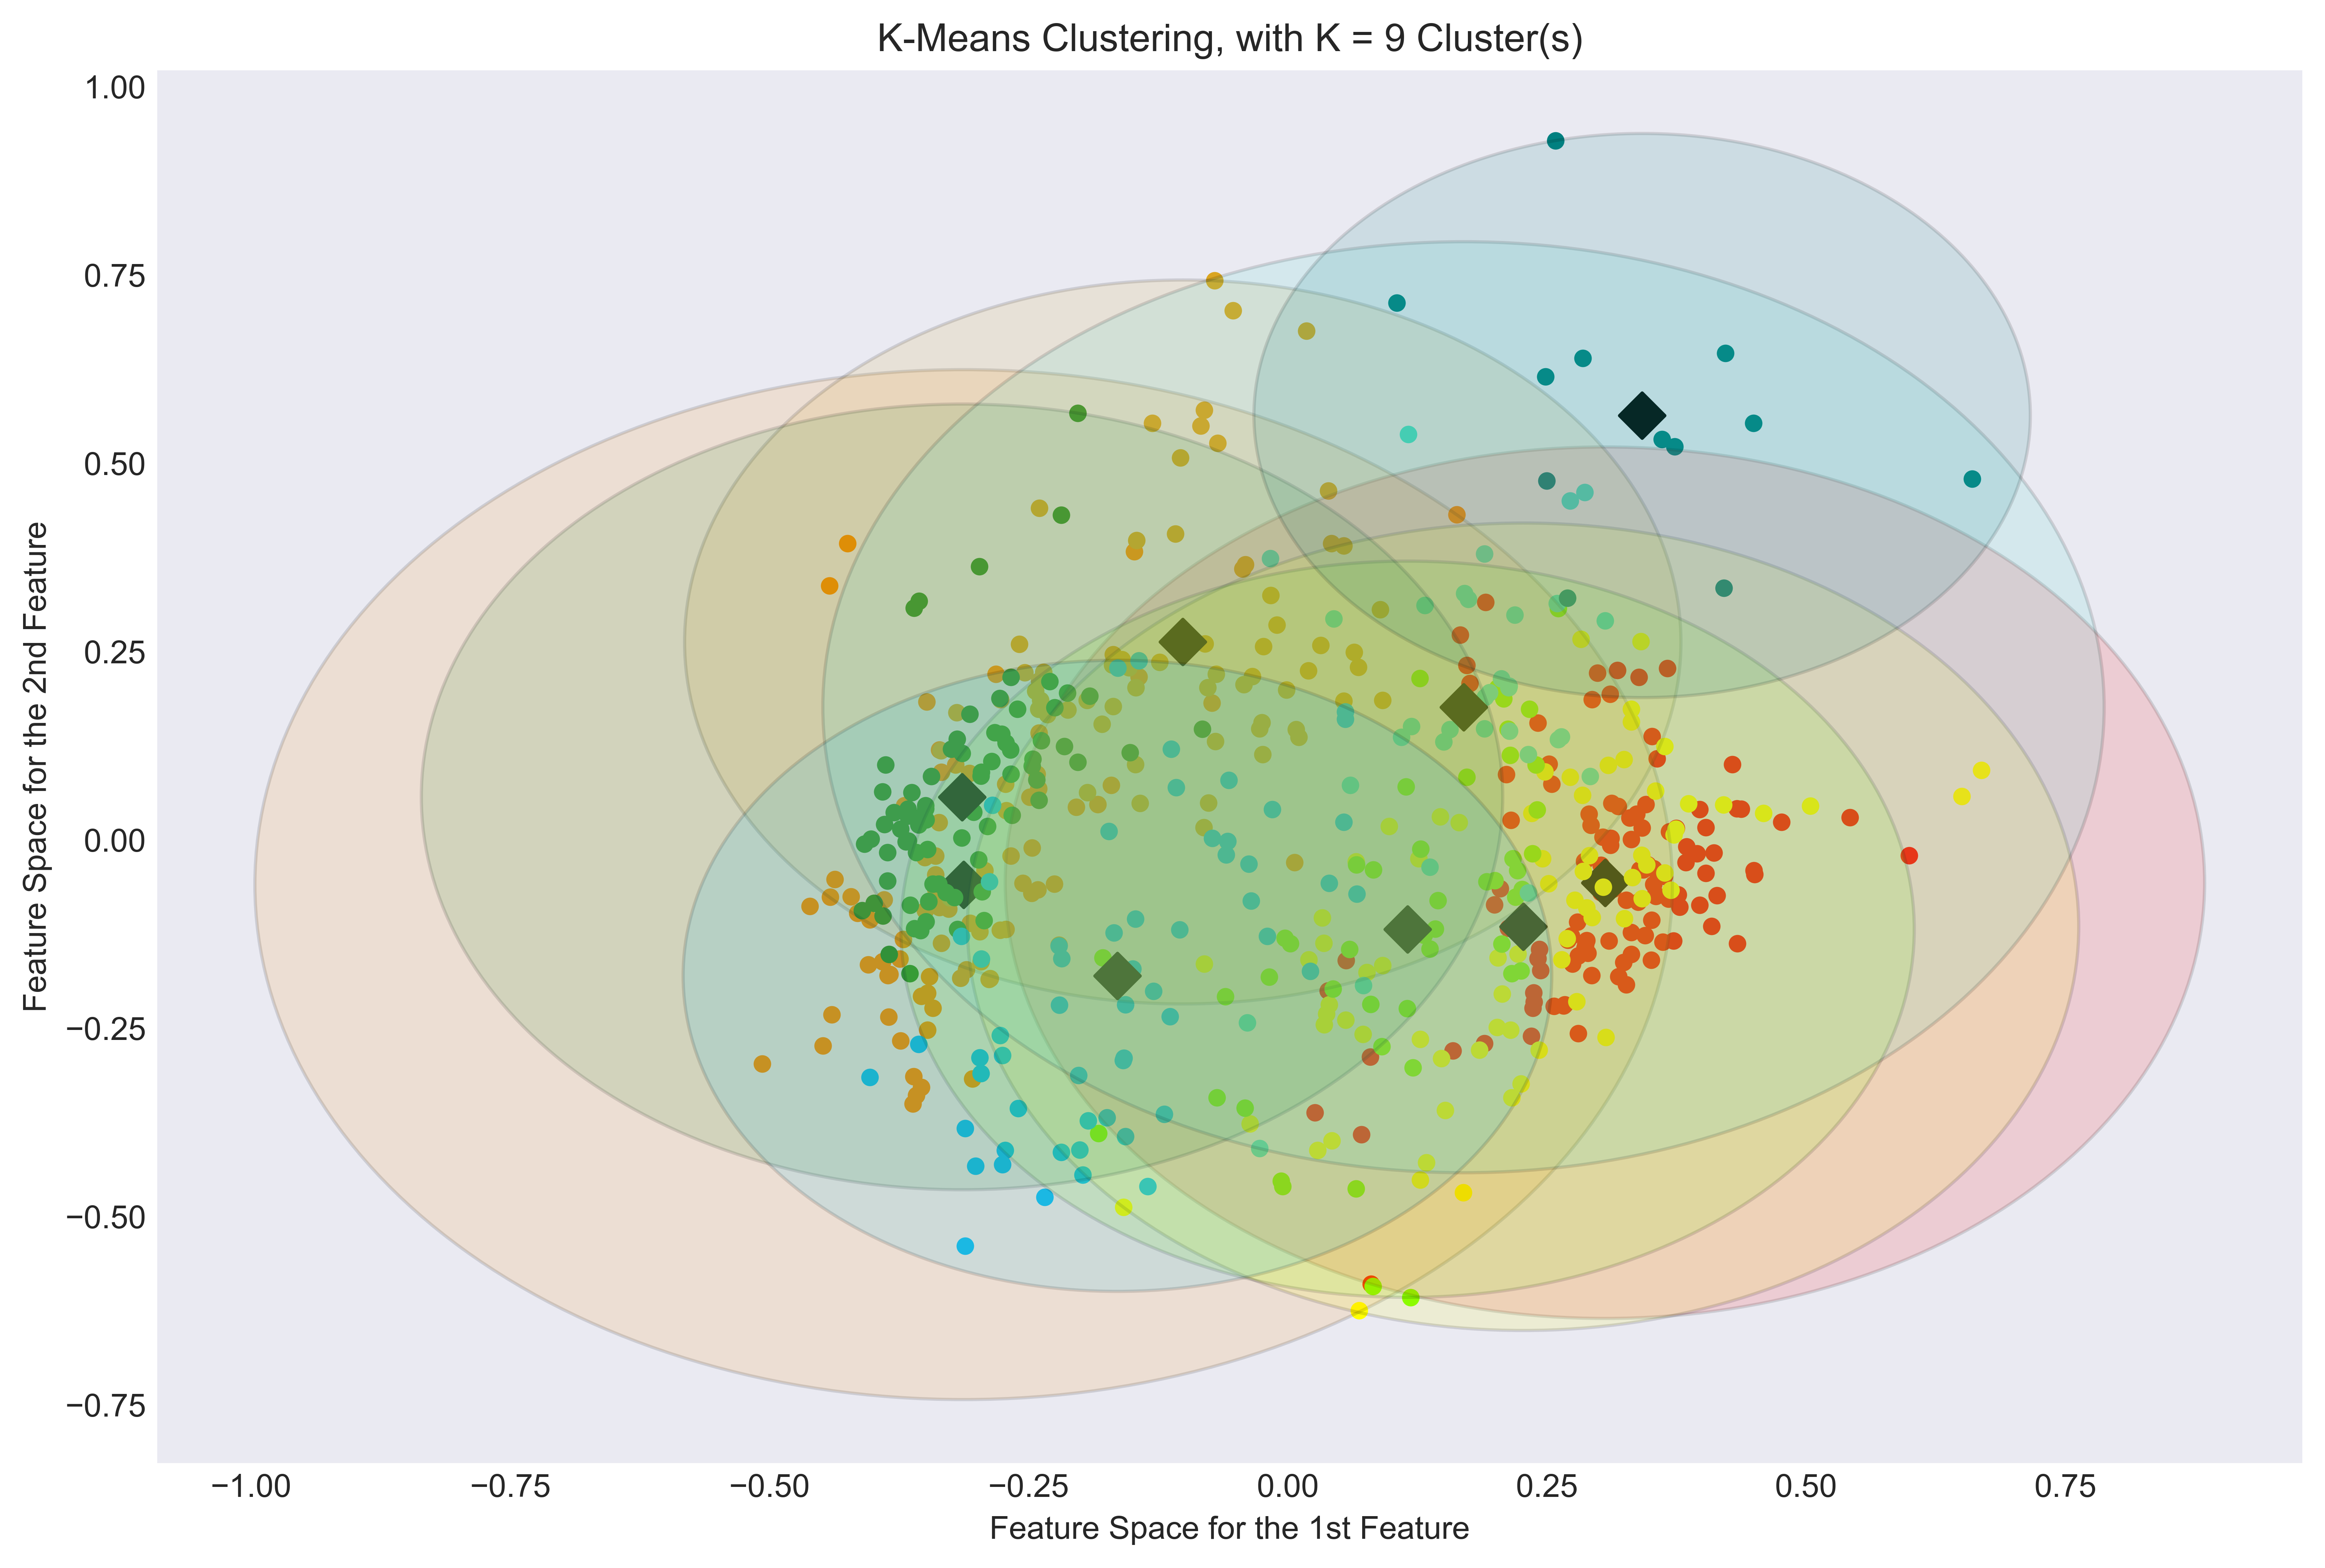 K-Means Clustering, with K = 9 Cluster(s)
1.00
0.75
0.50
0.25
0.00
−0.25
−0.50
−0.75
Feature Space for the 2nd Feature
−1.00 −0.75 −0.50 −0.25 0.00 0.25 0.50 0.75
Feature Space for the 1st Feature